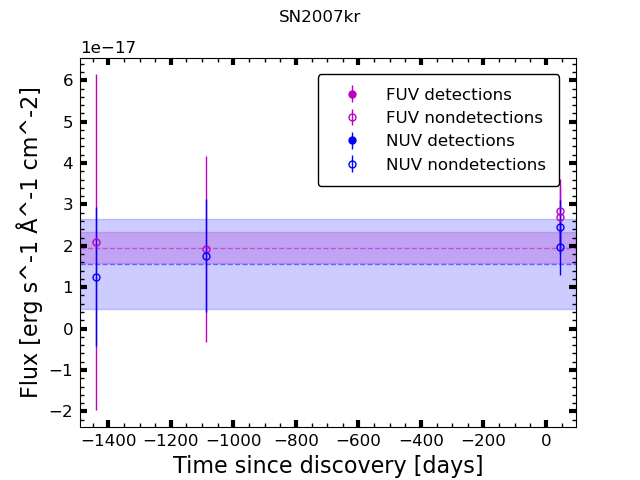 SN2007kr
1e−17
6
5
4
3
2
1
0
−1
−2
Flux [erg s^-1 Å^-1 cm^-2]
FUV detections
FUV nondetections
NUV detections
NUV nondetections
−1400 −1200 −1000 −800 −600 −400 −200 0
Time since discovery [days]